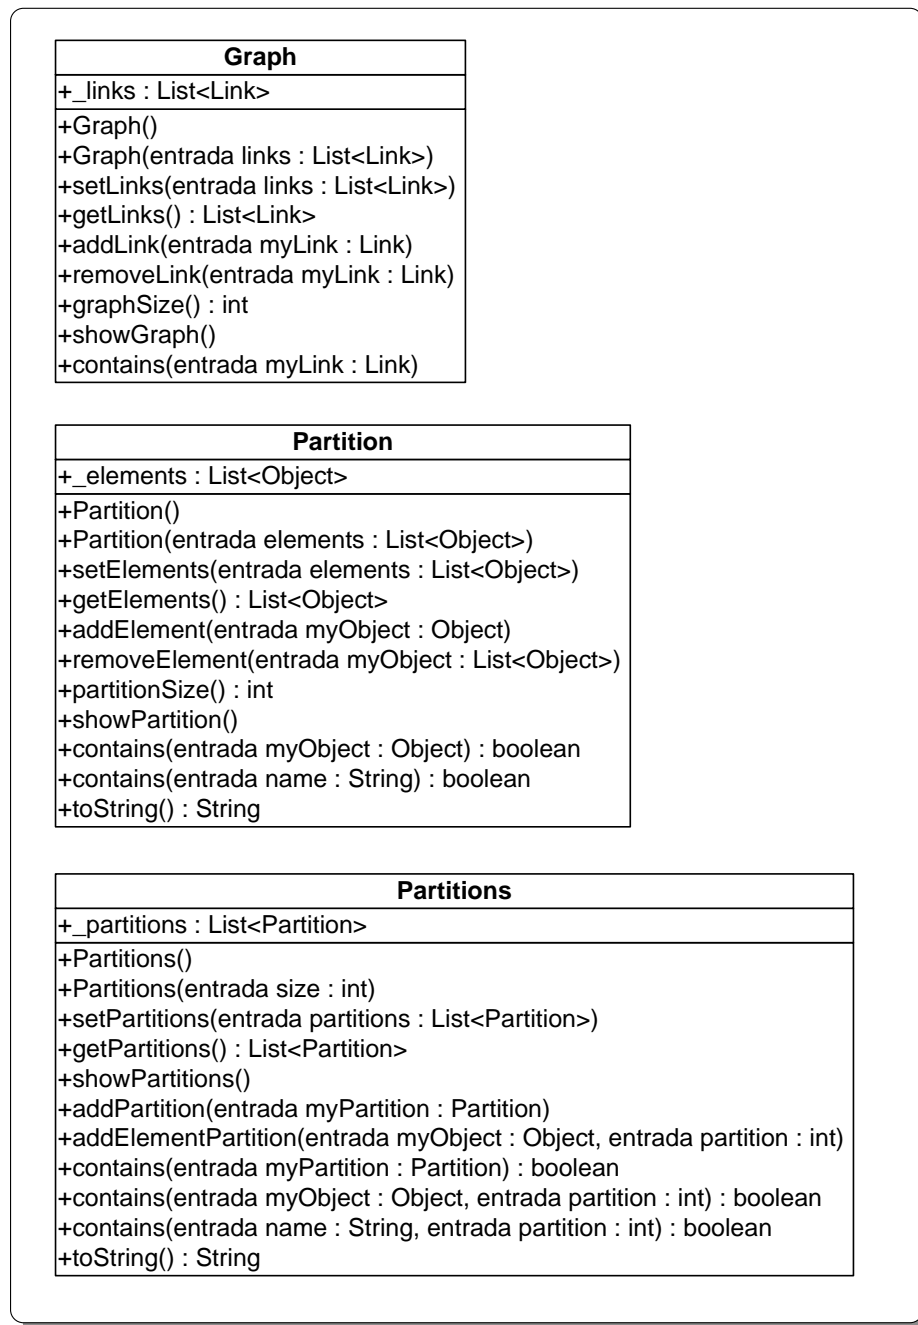 Graph
+_links : List<Link>
+Graph()
+Graph(entrada links : List<Link>)
+setLinks(entrada links : List<Link>)
+getLinks() : List<Link>
+addLink(entrada myLink : Link)
+removeLink(entrada myLink : Link)
+graphSize() : int
+showGraph()
+contains(entrada myLink : Link)
Partition
+_elements : List<Object>
+Partition()
+Partition(entrada elements : List<Object>)
+setElements(entrada elements : List<Object>)
+getElements() : List<Object>
+addElement(entrada myObject : Object)
+removeElement(entrada myObject : List<Object>)
+partitionSize() : int
+showPartition()
+contains(entrada myObject : Object) : boolean
+contains(entrada name : String) : boolean
+toString() : String
Partitions
+_partitions : List<Partition>
+Partitions()
+Partitions(entrada size : int)
+setPartitions(entrada partitions : List<Partition>)
+getPartitions() : List<Partition>
+showPartitions()
+addPartition(entrada myPartition : Partition)
+addElementPartition(entrada myObject : Object, entrada partition : int)
+contains(entrada myPartition : Partition) : boolean
+contains(entrada myObject : Object, entrada partition : int) : boolean
+contains(entrada name : String, entrada partition : int) : boolean
+toString() : String